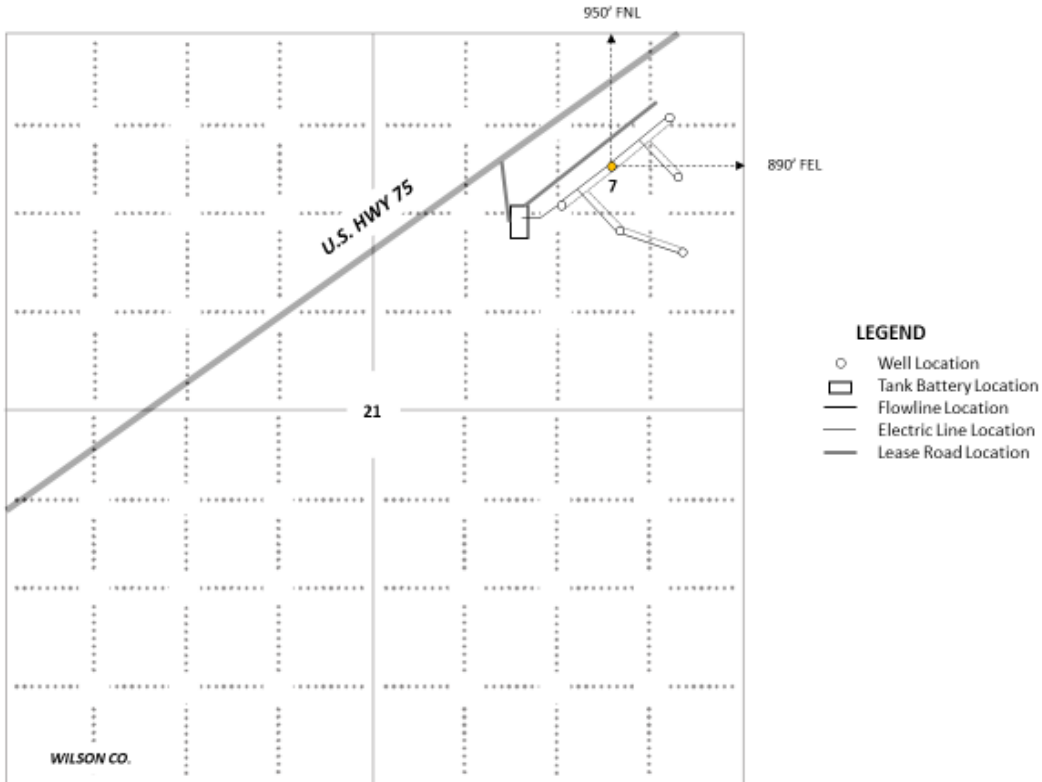 950' FNL
890' FEL
7
U.S. HWY 75
LEGEND
Well Location
Tank Battery Location
21
Flowline Location
Electric Line Location
Lease Road Location
WILSON CO.